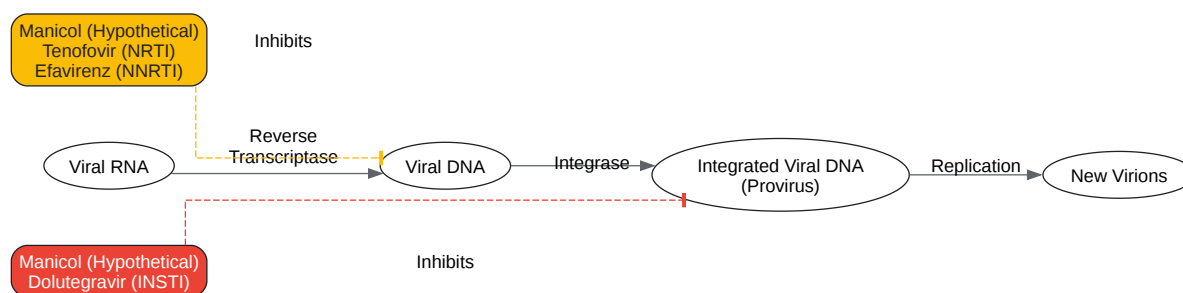 Manicol (Hypothetical)
Tenofovir (NRTI)
Efavirenz (NNRTI)
Inhibits
Viral RNA
Reverse
Transcriptase
Viral DNA
Integrase
Integrated Viral DNA
(Provirus)
Replication
New Virions
Manicol (Hypothetical)
Dolutegravir (INSTI)
Inhibits